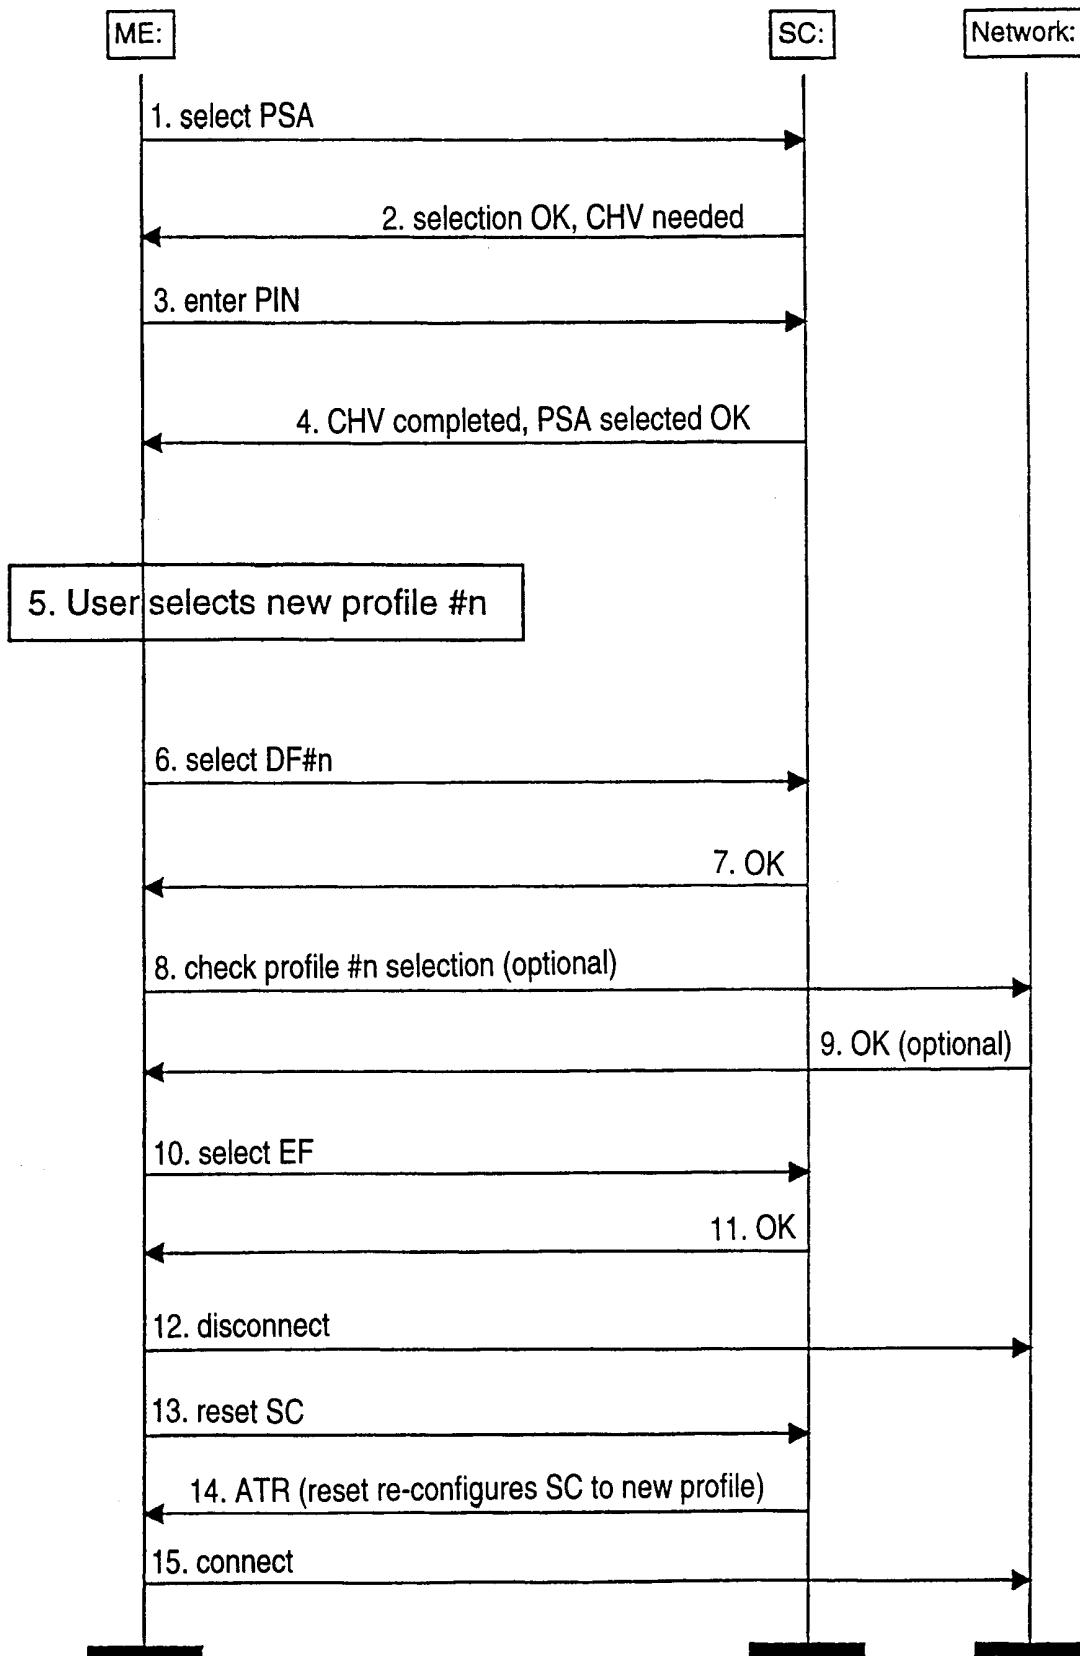 ME:
SC:
Network:
1. select PSA
2. selection OK, CHV needed
3. enter PIN
4. CHV completed, PSA selected OK
5. User selects new profile #n
6. select DF#n
7. OK
8. check profile #n selection (optional)
9. OK (optional)
10. select EF
11. OK
12. disconnect
13. reset SC
14. ATR (reset re-configures SC to new profile)
15. connect